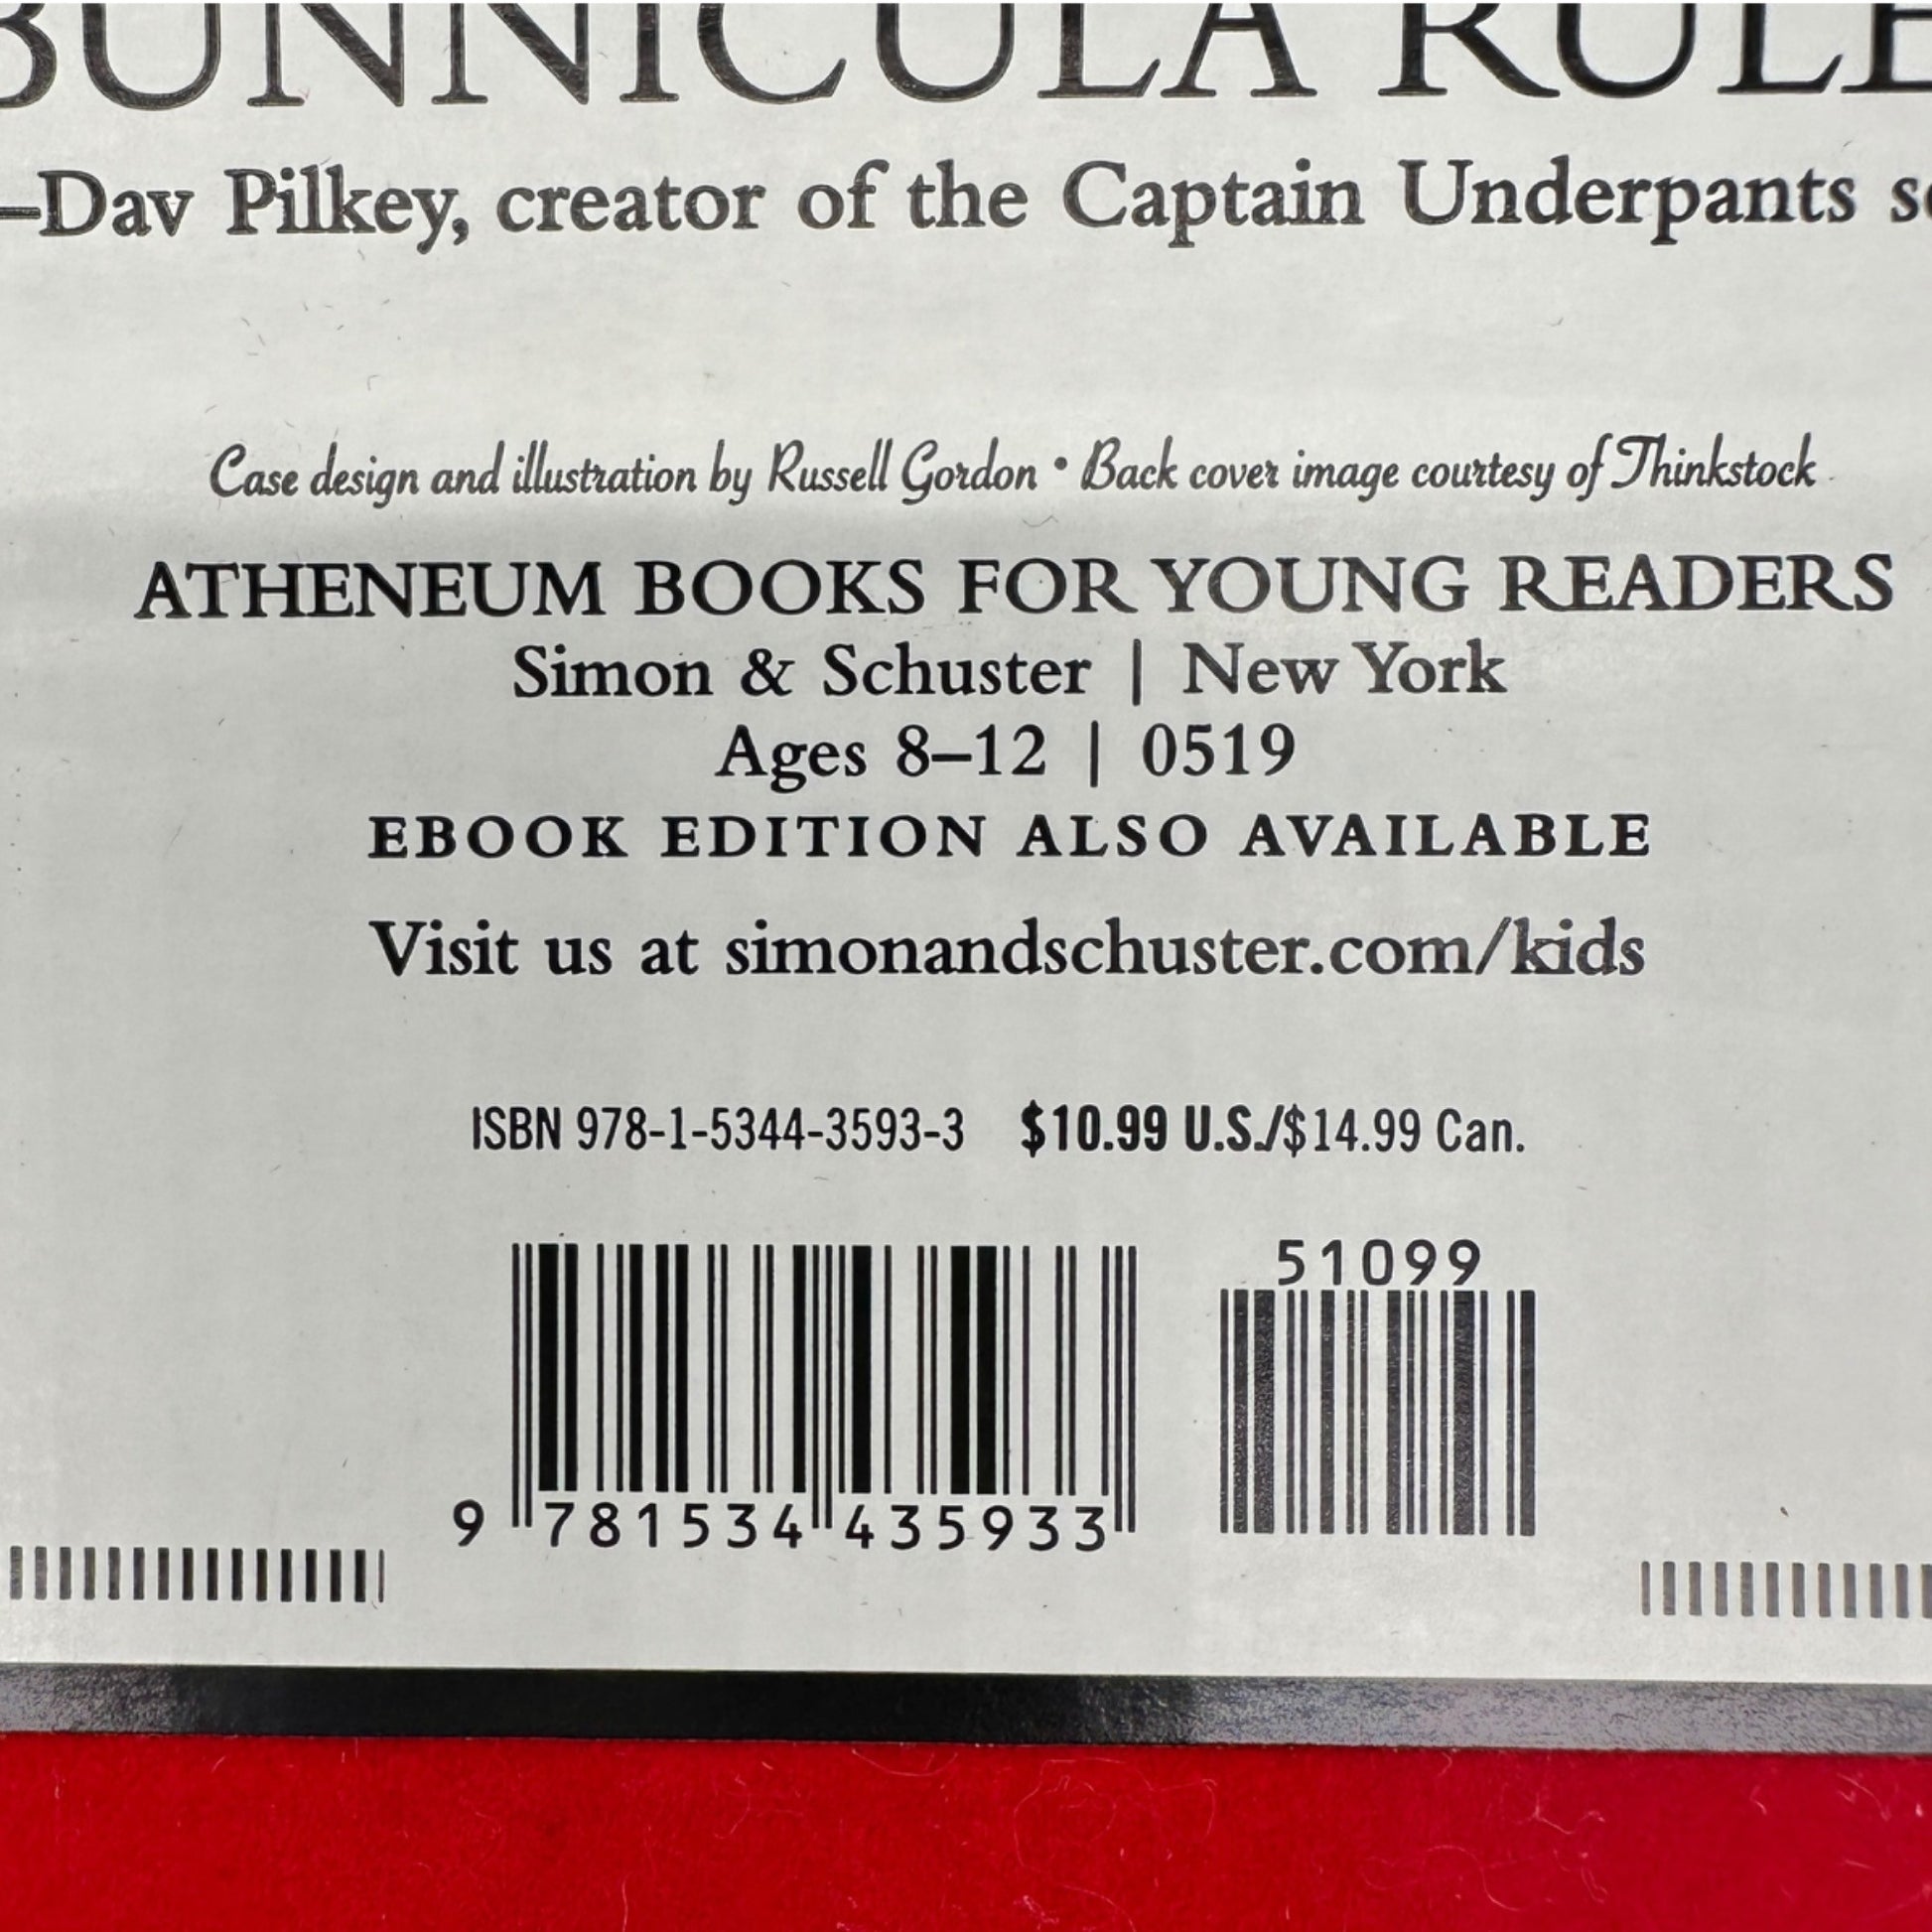 BUNNICULA RULE
—Dav Pilkey, creator of the Captain Underpants se
Case design and illustration by Russell Gordon • Back cover image courtesy of Thinkstock
ATHENEUM BOOKS FOR YOUNG READERS
Simon & Schuster | New York
Ages 8–12 | 0519
EBOOK EDITION ALSO AVAILABLE
Visit us at simonandschuster.com/kids
ISBN 978-1-5344-3593-3 $10.99 U.S./$14.99 Can.
51099
9 781534 435933